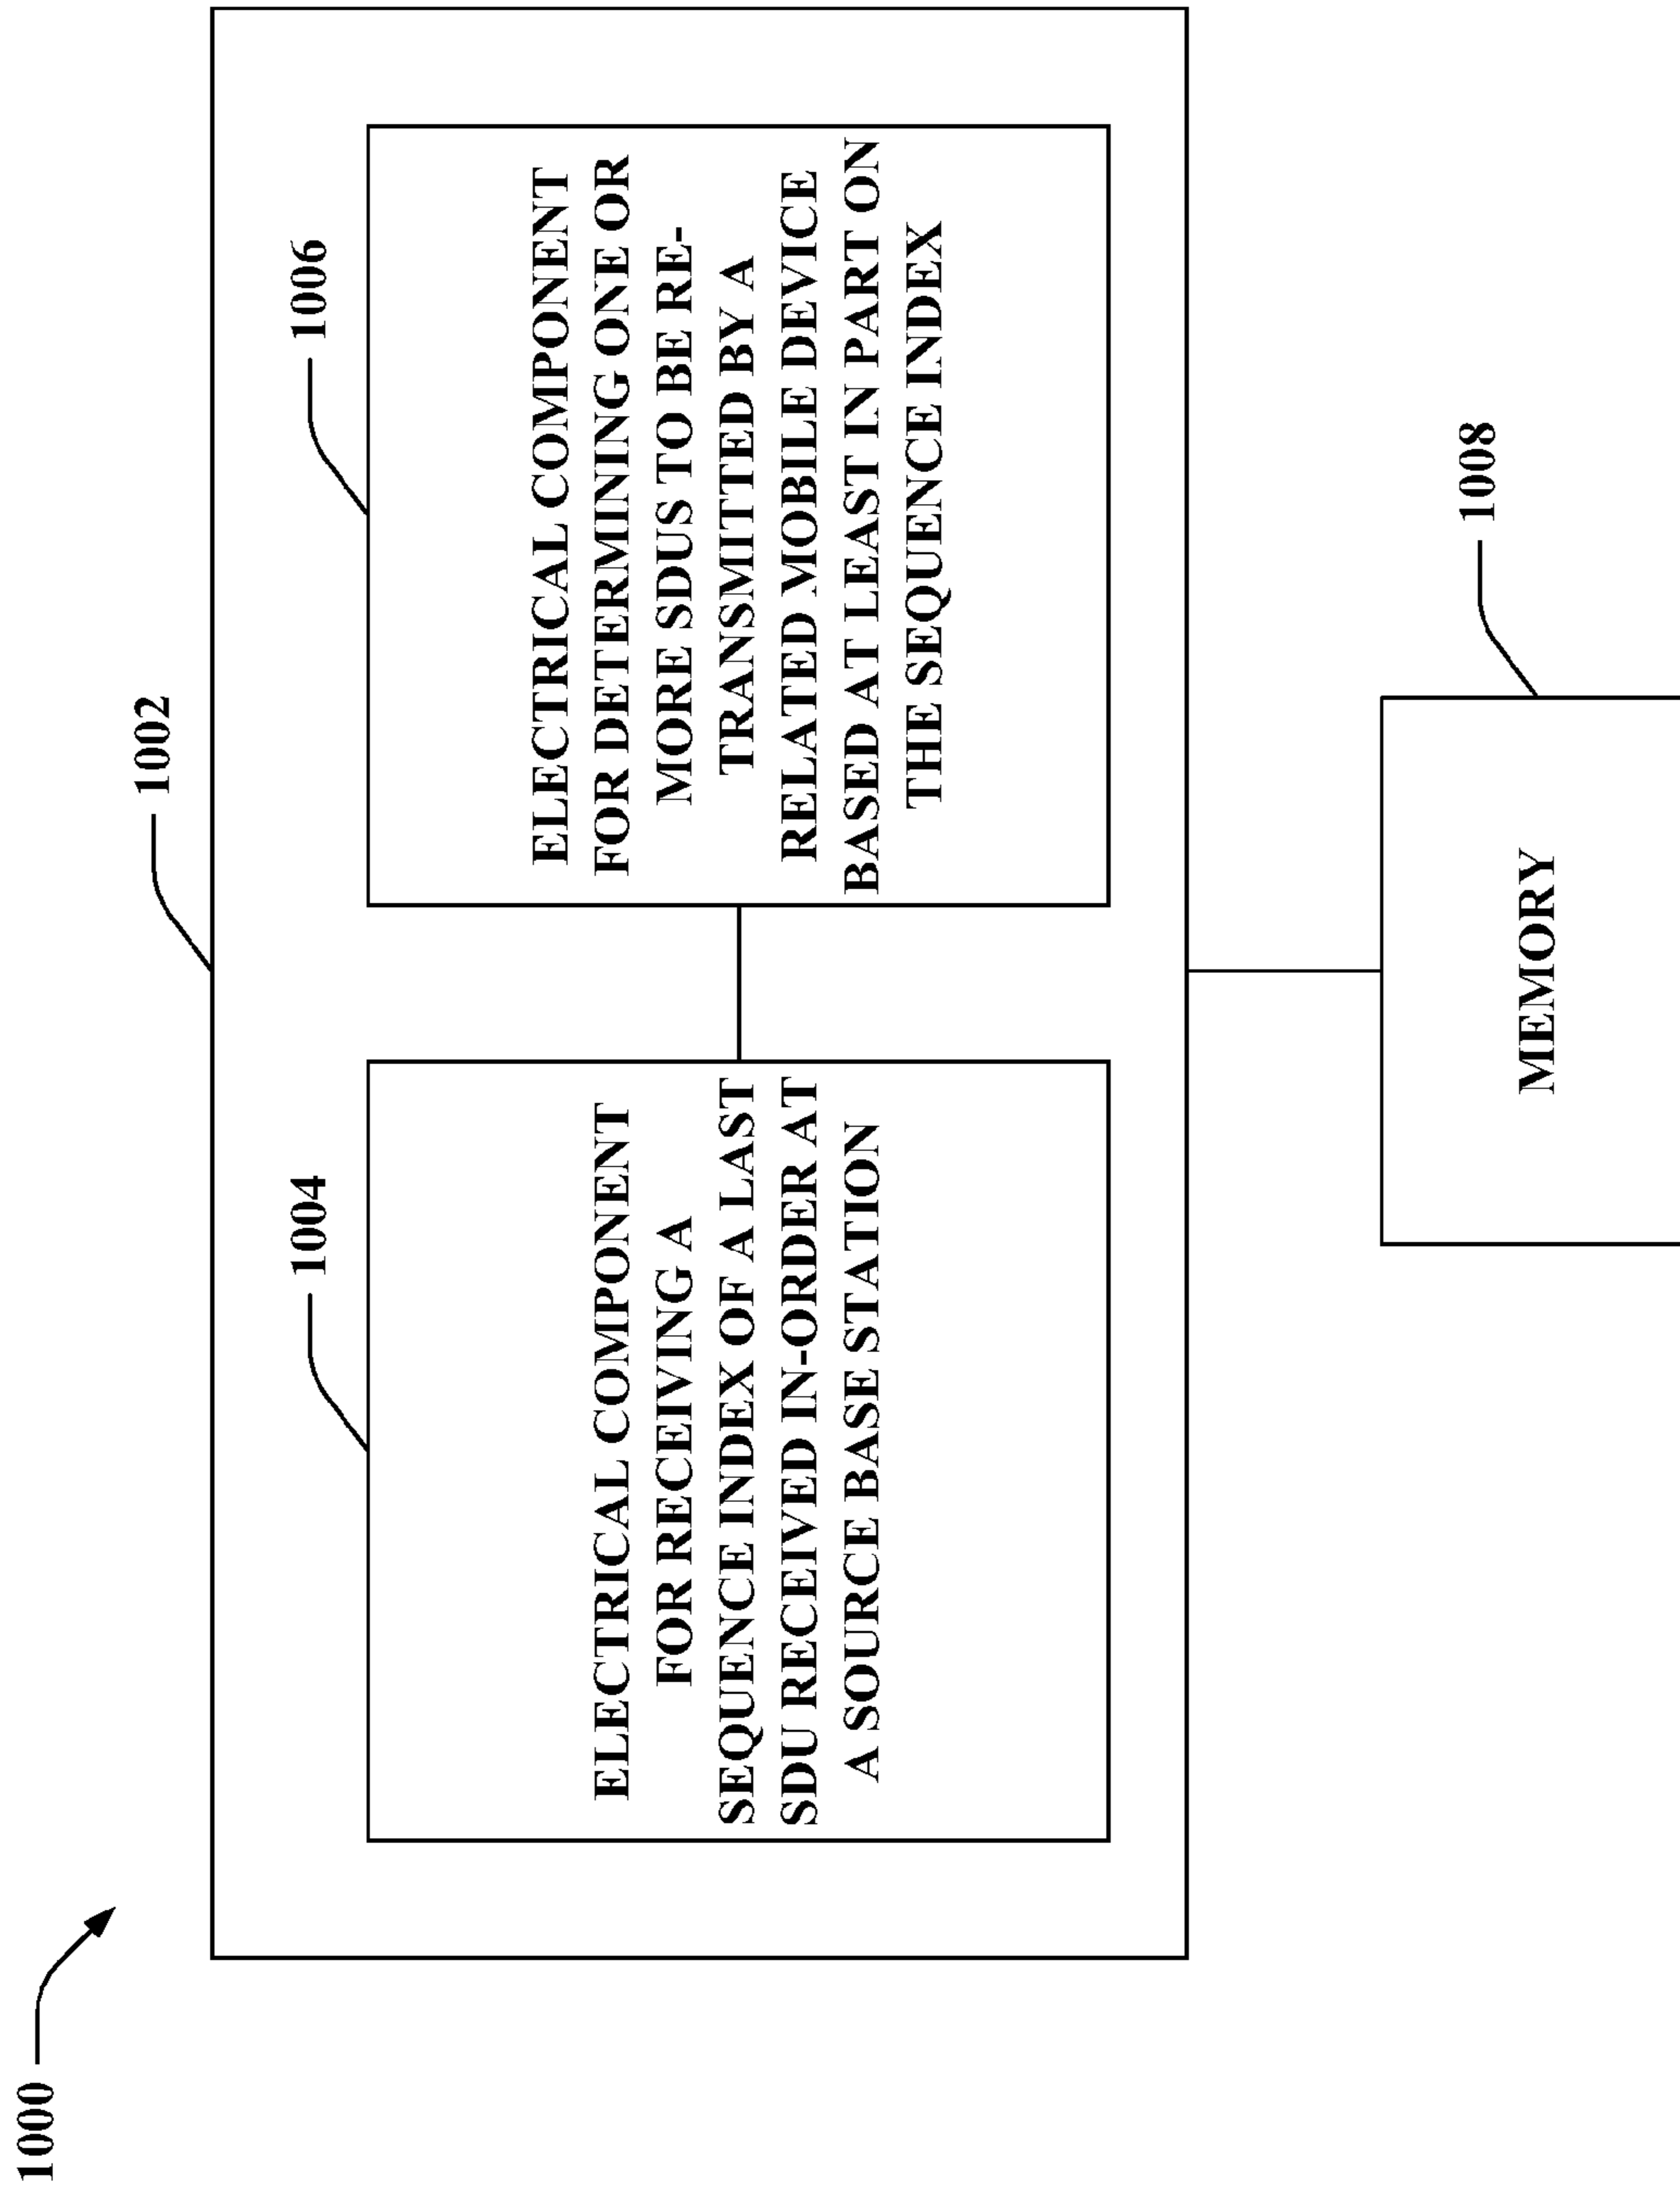 1000
1002
1004
ELECTRICAL COMPONENT
FOR RECEIVING A
SEQUENCE INDEX OF A LAST
SDU RECEIVED IN-ORDER AT
A SOURCE BASE STATION
1006
ELECTRICAL COMPONENT
FOR DETERMINING ONE OR
MORE SDUS TO BE RE-
TRANSMITTED BY A
RELATED MOBILE DEVICE
BASED AT LEAST IN PART ON
THE SEQUENCE INDEX
1008
MEMORY